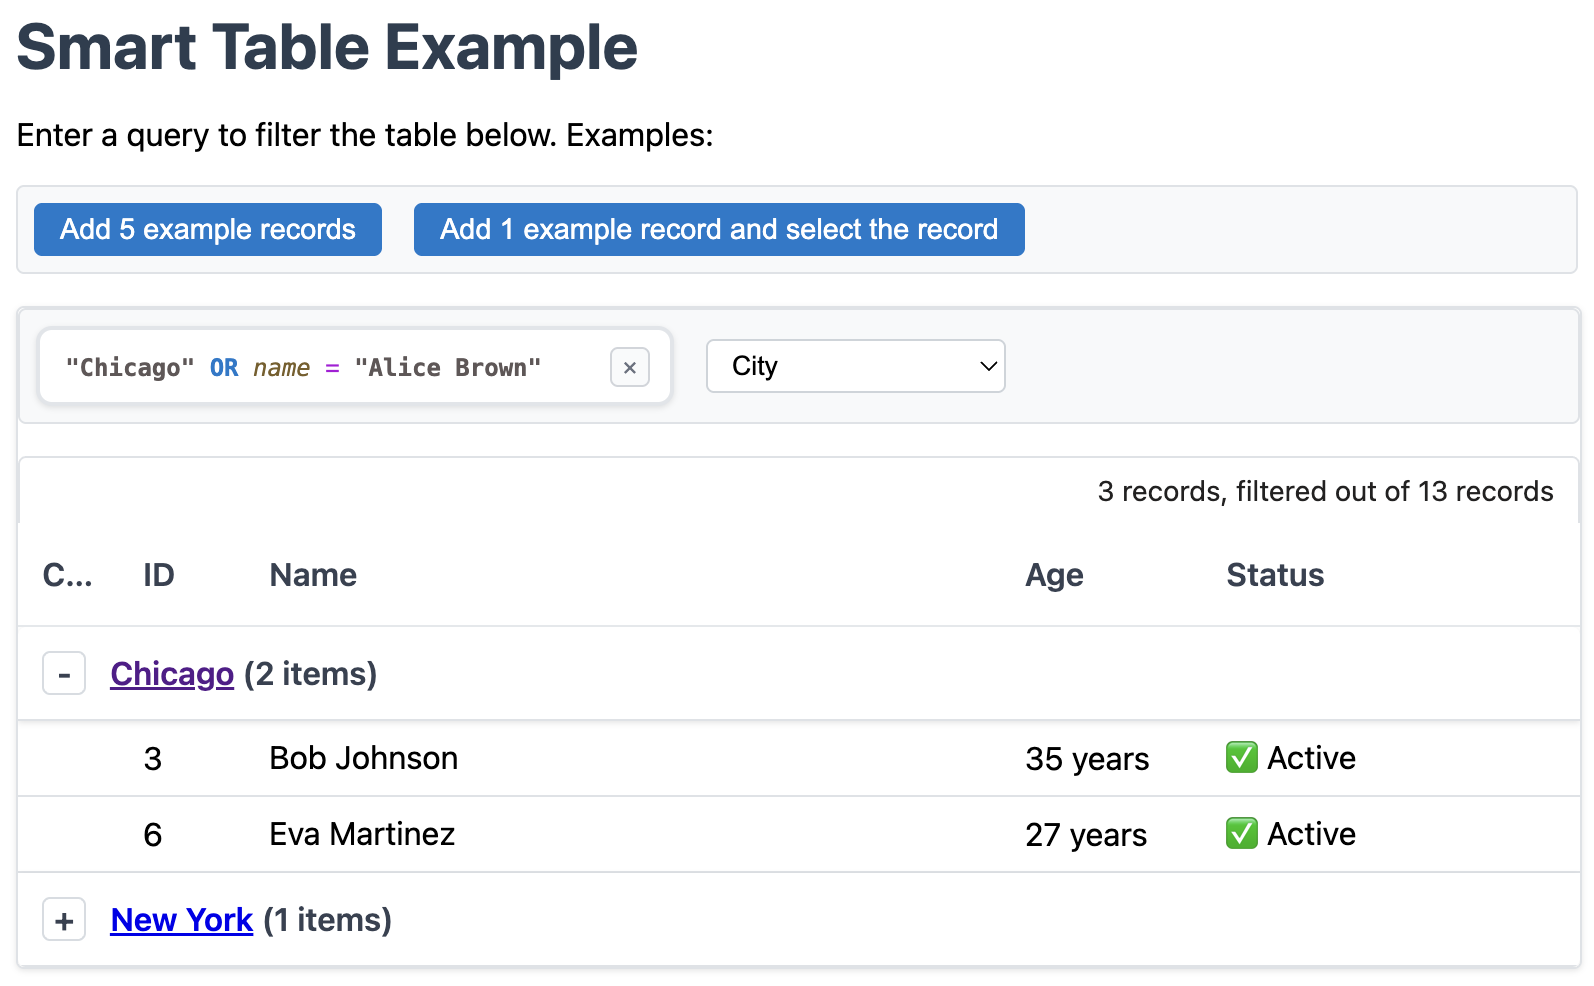 Smart Table Example
Enter a query to filter the table below. Examples:
Add 5 example records Add 1 example record and select the record
"Chicago" OR name = "Alice Brown" × City
3 records, filtered out of 13 records
C... ID Name Age Status
- Chicago (2 items)
3 Bob Johnson 35 years ✅ Active
6 Eva Martinez 27 years ✅ Active
+ New York (1 items)